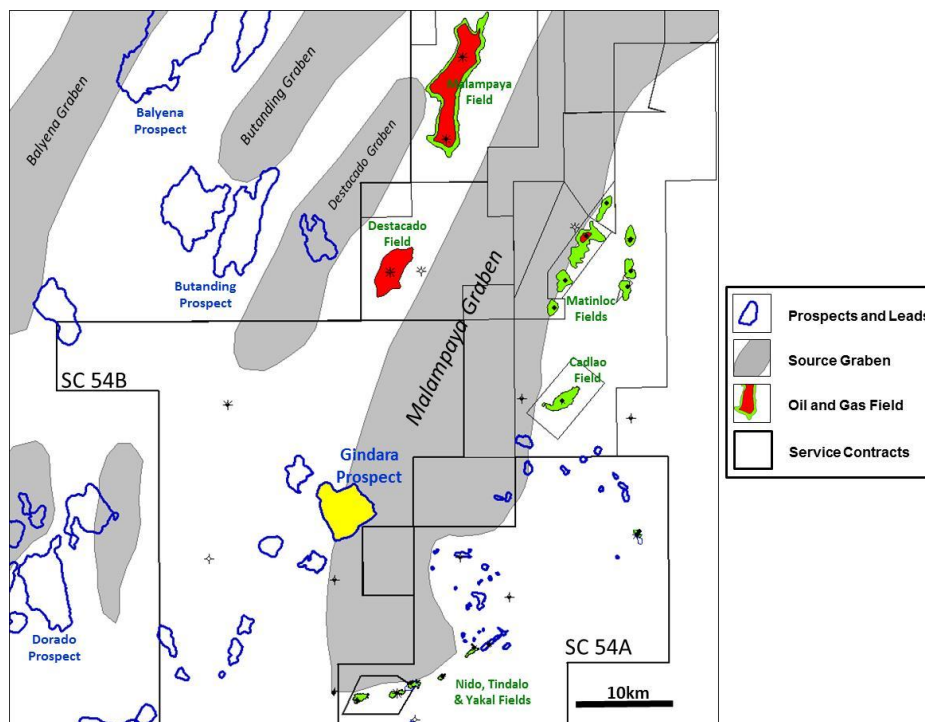 Balyena Graben
Balyena
Prospect
Butanding Graben
Malampaya
Field
Destacado Graben
Destacado
Field
Butanding
Prospect
Malampaya Graben
Matinloc
Fields
Cadlao
Field
SC 54B
Gindara
Prospect
Dorado
Prospect
SC 54A
Nido, Tindalo
& Yakal Fields
10km
Prospects and Leads
Source Graben
Oil and Gas Field
Service Contracts